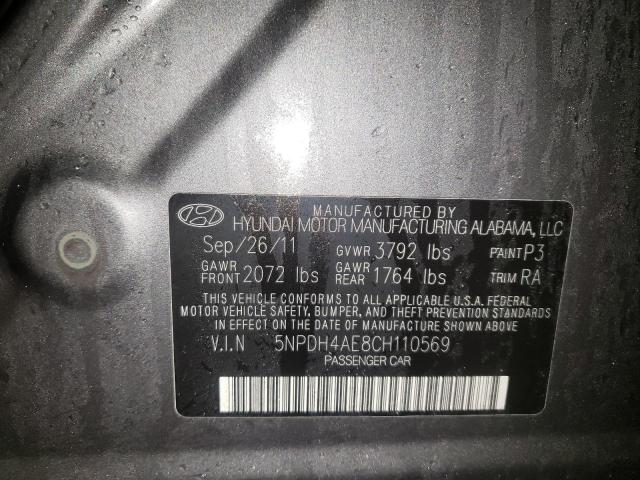 MANUFACTURED BY
HYUNDAI MOTOR MANUFACTURING ALABAMA, LLC
Sep/26/11 GVWR 3792 lbs PAINT P3
GAWR FRONT 2072 lbs GAWR REAR 1764 lbs TRIM RA
THIS VEHICLE CONFORMS TO ALL APPLICABLE U.S.A. FEDERAL
MOTOR VEHICLE SAFETY, BUMPER, AND THEFT PREVENTION
STANDARDS IN EFFECT ON THE DATE OF MANUFACTURE SHOWN ABOVE.
V.I.N 5NPDH4AE8CH110569
PASSENGER CAR